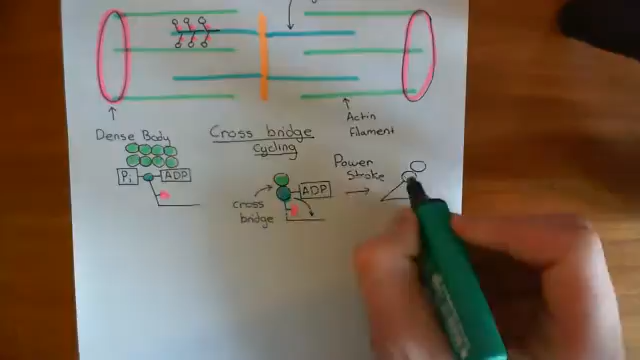 Actin
filament
Dense Body
Cross bridge
cycling
Pi
ADP
Power
Stroke
ADP
cross
bridge